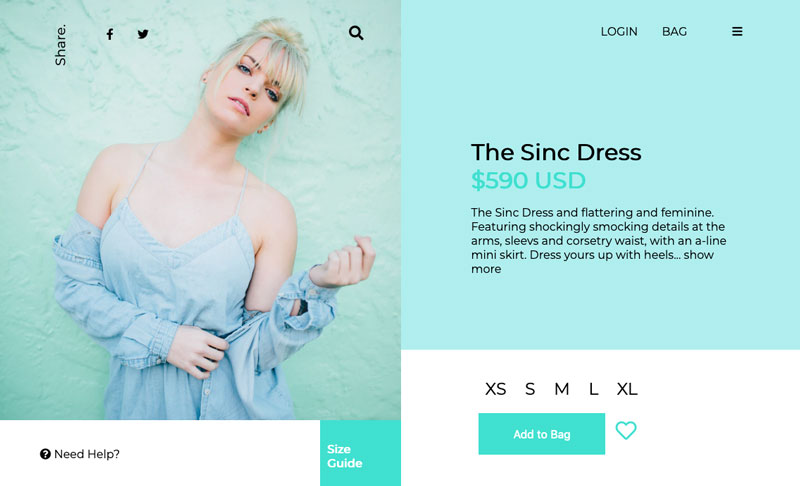 Share.
LOGIN BAG
The Sinc Dress
$590 USD
The Sinc Dress and flattering and feminine.
Featuring shockingly smocking details at the
arms, sleevs and corsetry waist, with an a-line
mini skirt. Dress yours up with heels... show
more
XS S M L XL
Add to Bag
Need Help?
Size
Guide